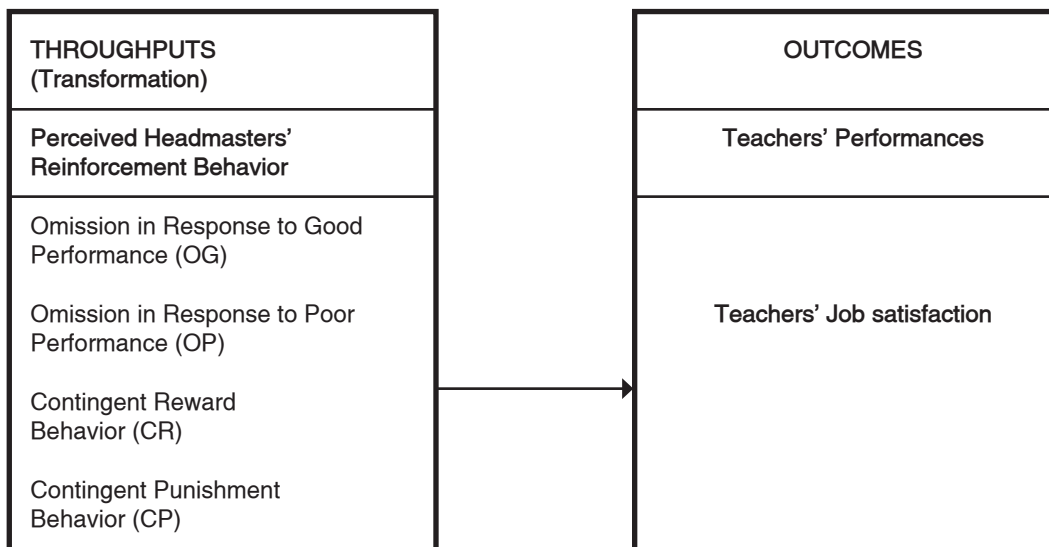 THROUGHPUTS
(Transformation)
Perceived Headmasters’
Reinforcement Behavior
Omission in Response to Good
Performance (OG)
Omission in Response to Poor
Performance (OP)
Contingent Reward
Behavior (CR)
Contingent Punishment
Behavior (CP)
OUTCOMES
Teachers’ Performances
Teachers’ Job satisfaction